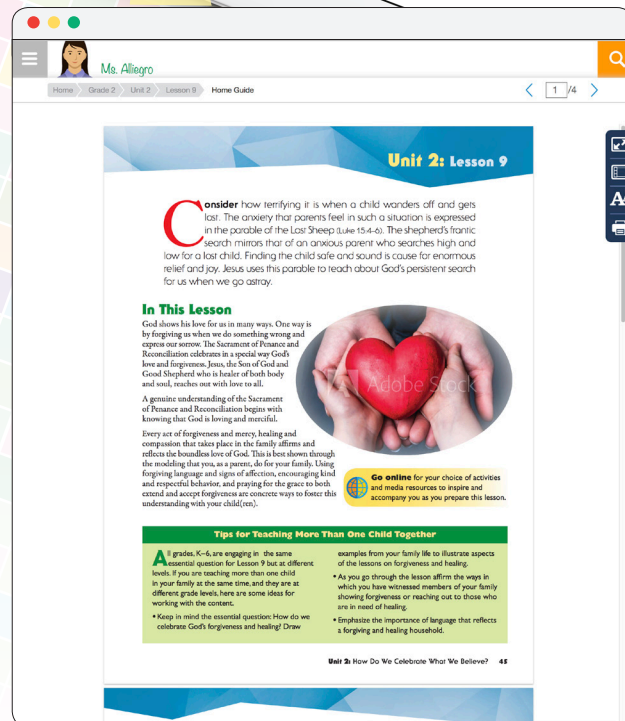 Ms. Allegro
Home
Grade 2
Unit 2
Lesson 9
Home Guide
1 /4
Unit 2: Lesson 9
Consider how terrifying it is when a child wanders off and gets
lost. The anxiety that parents feel in such a situation is expressed
in the parable of the Lost Sheep (Luke 15:4–6). The shepherd's frantic
search mirrors that of an anxious parent who searches high and
low for a lost child. Finding the child safe and sound is cause for enormous
relief and joy. Jesus uses this parable to teach about God's persistent search
for us when we go astray.
In This Lesson
God shows his love for us in many ways. One way is
by forgiving us when we do something wrong and
express our sorrow. The Sacrament of Penance and
Reconciliation celebrates in a special way God's
love and forgiveness. Jesus, the Son of God and
Good Shepherd who is healer of both body
and soul, reaches out with love to all.
A genuine understanding of the Sacrament
of Penance and Reconciliation begins with
knowing that God is loving and merciful.
Every act of forgiveness and mercy, healing and
compassion that takes place in the family affirms and
reflects the boundless love of God. This is best shown through
the modeling that you, as a parent, do for your family. Using
forgiving language and signs of affection, encouraging kind
and respectful behavior, and praying for the grace to both
extend and accept forgiveness are concrete ways to foster this
understanding with your child(ren).
Adobe Stock
Go online for your choice of activities
and media resources to inspire and
accompany you as you prepare this lesson.
Tips for Teaching More Than One Child Together
All grades, K–6, are engaging in the same
essential question for Lesson 9 but at different
levels. If you are teaching more than one child
in your family at the same time, and they are at
different grade levels, here are some ideas for
working with the content.
• Keep in mind the essential question: How do we
celebrate God's forgiveness and healing? Draw
examples from your family life to illustrate aspects
of the lessons on forgiveness and healing.
• As you go through the lesson affirm the ways in
which you have witnessed members of your family
showing forgiveness or reaching out to those who
are in need of healing.
• Emphasize the importance of language that reflects
a forgiving and healing household.
Unit 2: How Do We Celebrate What We Believe? 45